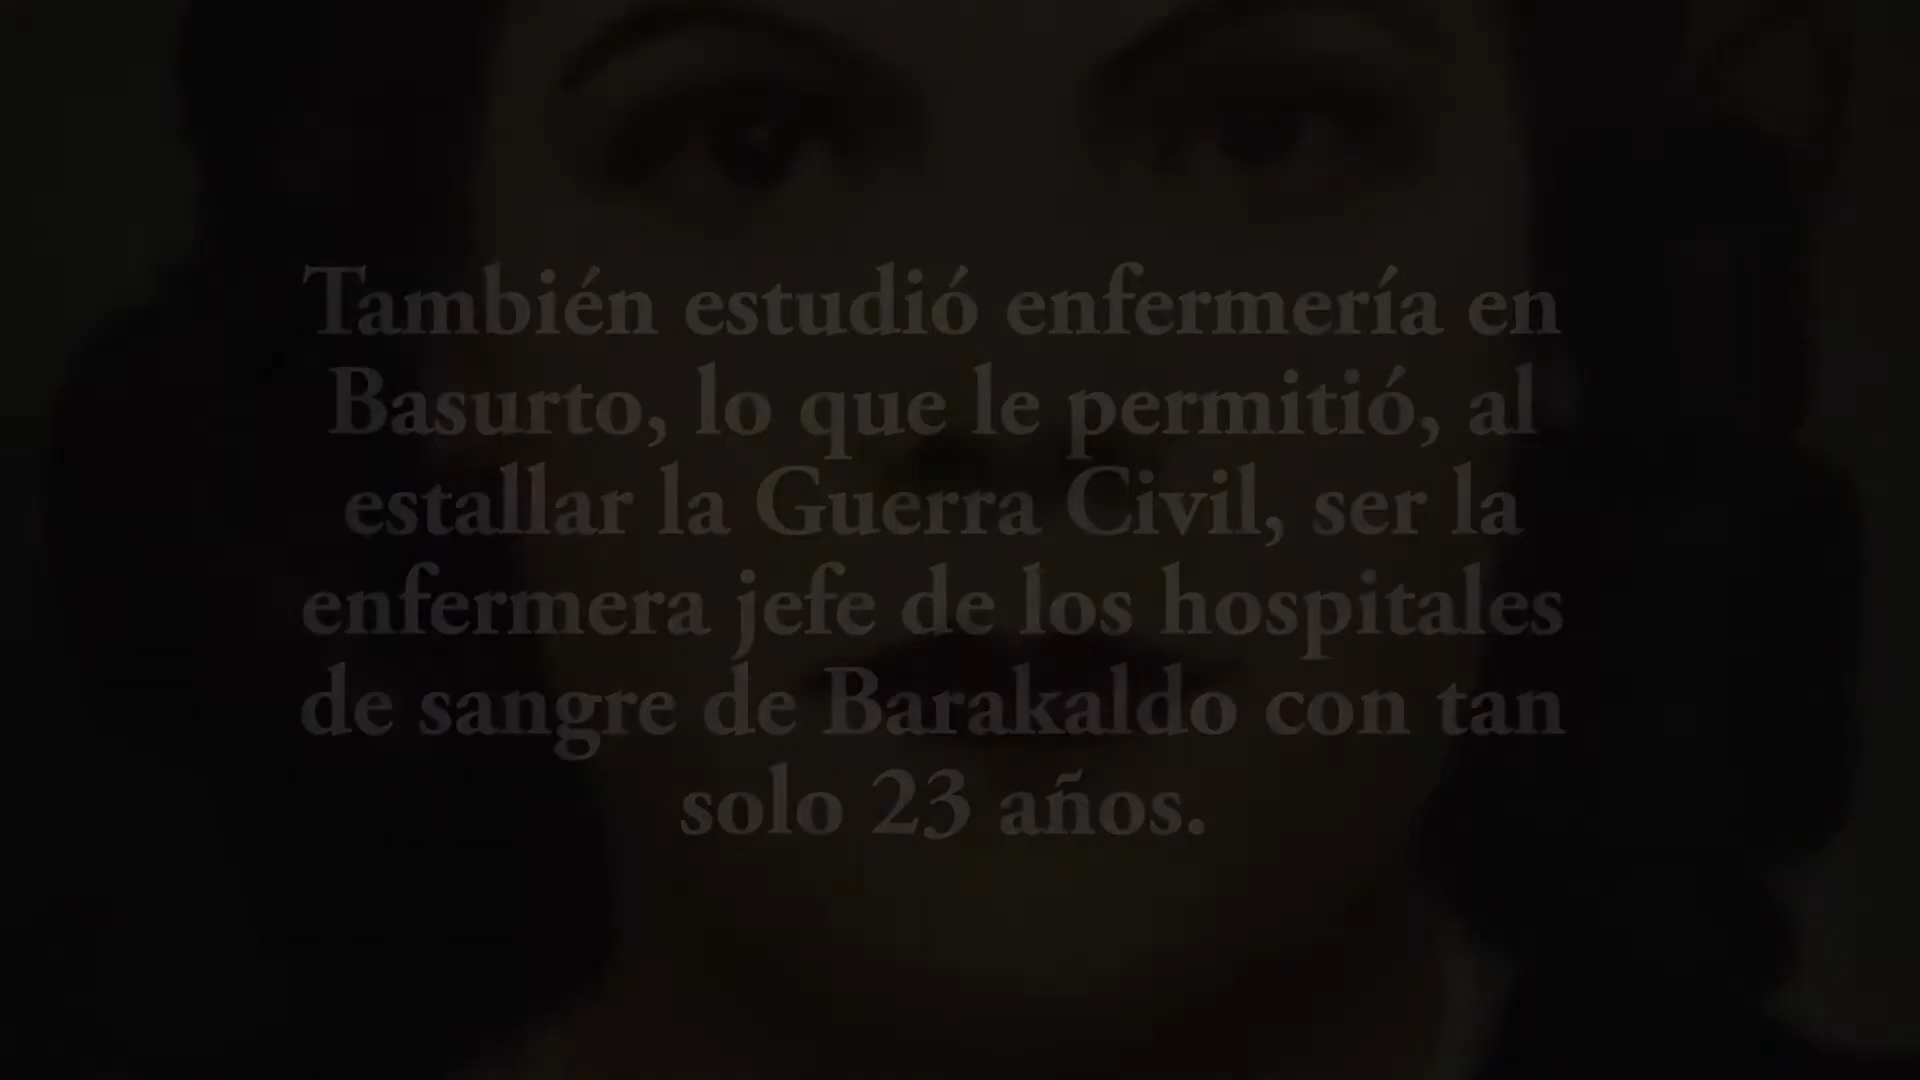 También estudió enfermería en
Basurto, lo que le permitió, al
estallar la Guerra Civil, ser la
enfermera jefe de los hospitales
de sangre de Barakaldo con tan
solo 23 años.